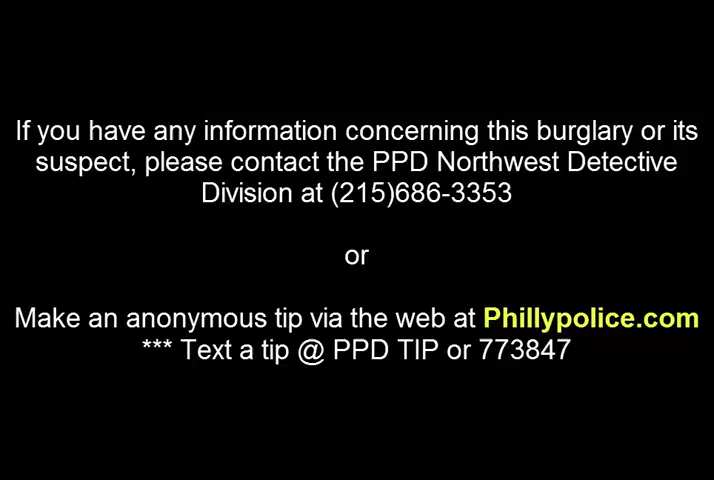 If you have any information concerning this burglary or its
suspect, please contact the PPD Northwest Detective
Division at (215)686-3353
or
Make an anonymous tip via the web at Phillypolice.com
*** Text a tip @ PPD TIP or 773847